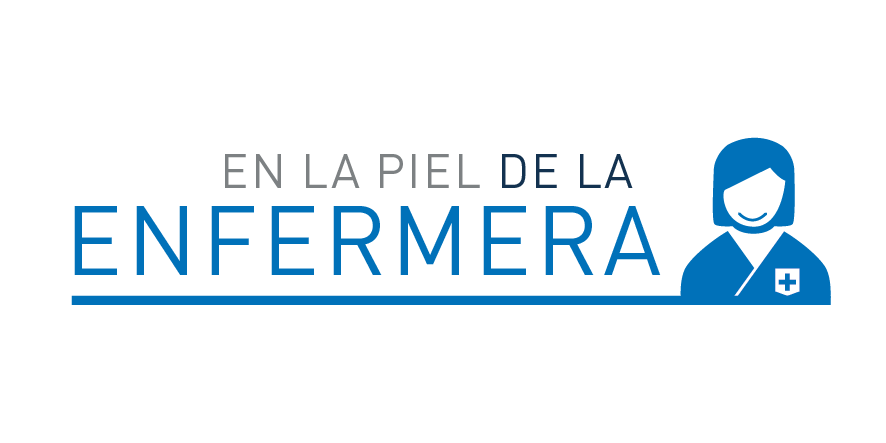 EN LA PIEL DE LA
ENFERMERA